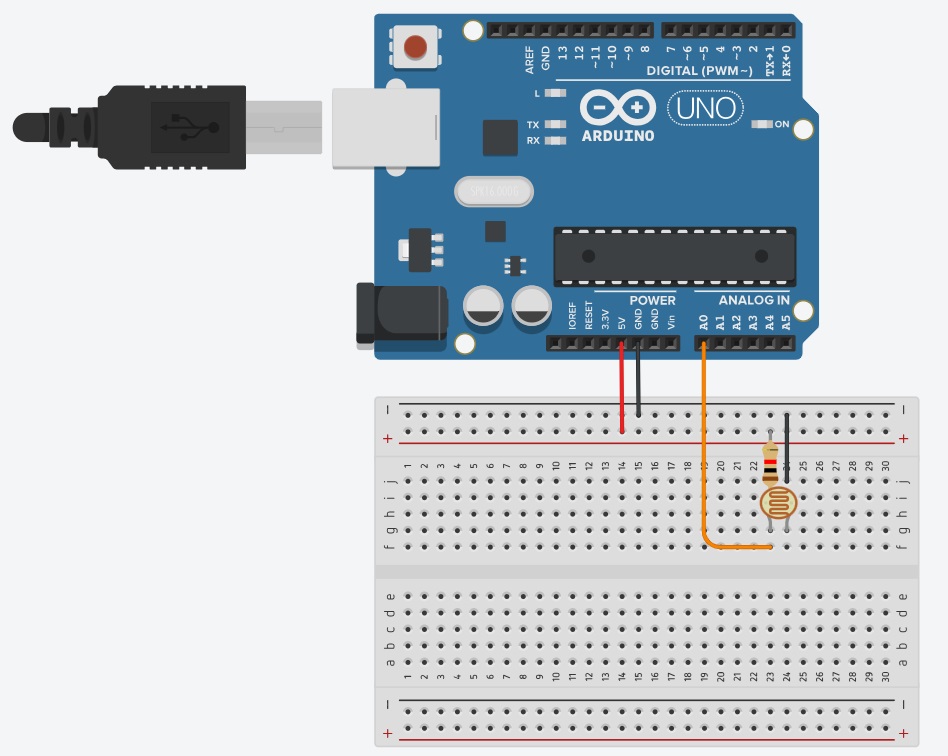 AREF
GND
13
12
~11
~10
~9
8
7
~6
~5
4
~3
2
TX→1
RX←0
DIGITAL (PWM~)
L
TX
RX
UNO
ARDUINO
ON
POWER
ANALOG IN
IOREF
RESET
3.3V
5V
GND
GND
Vin
A0
A1
A2
A3
A4
A5
− −
+ +
1 2 3 4 5 6 7 8 9 10 11 12 13 14 15 16 17 18 19 20 21 22 23 24 25 26 27 28 29 30
j j
i i
h h
g g
f f
e e
d d
c c
b b
a a
1 2 3 4 5 6 7 8 9 10 11 12 13 14 15 16 17 18 19 20 21 22 23 24 25 26 27 28 29 30
− −
+ +